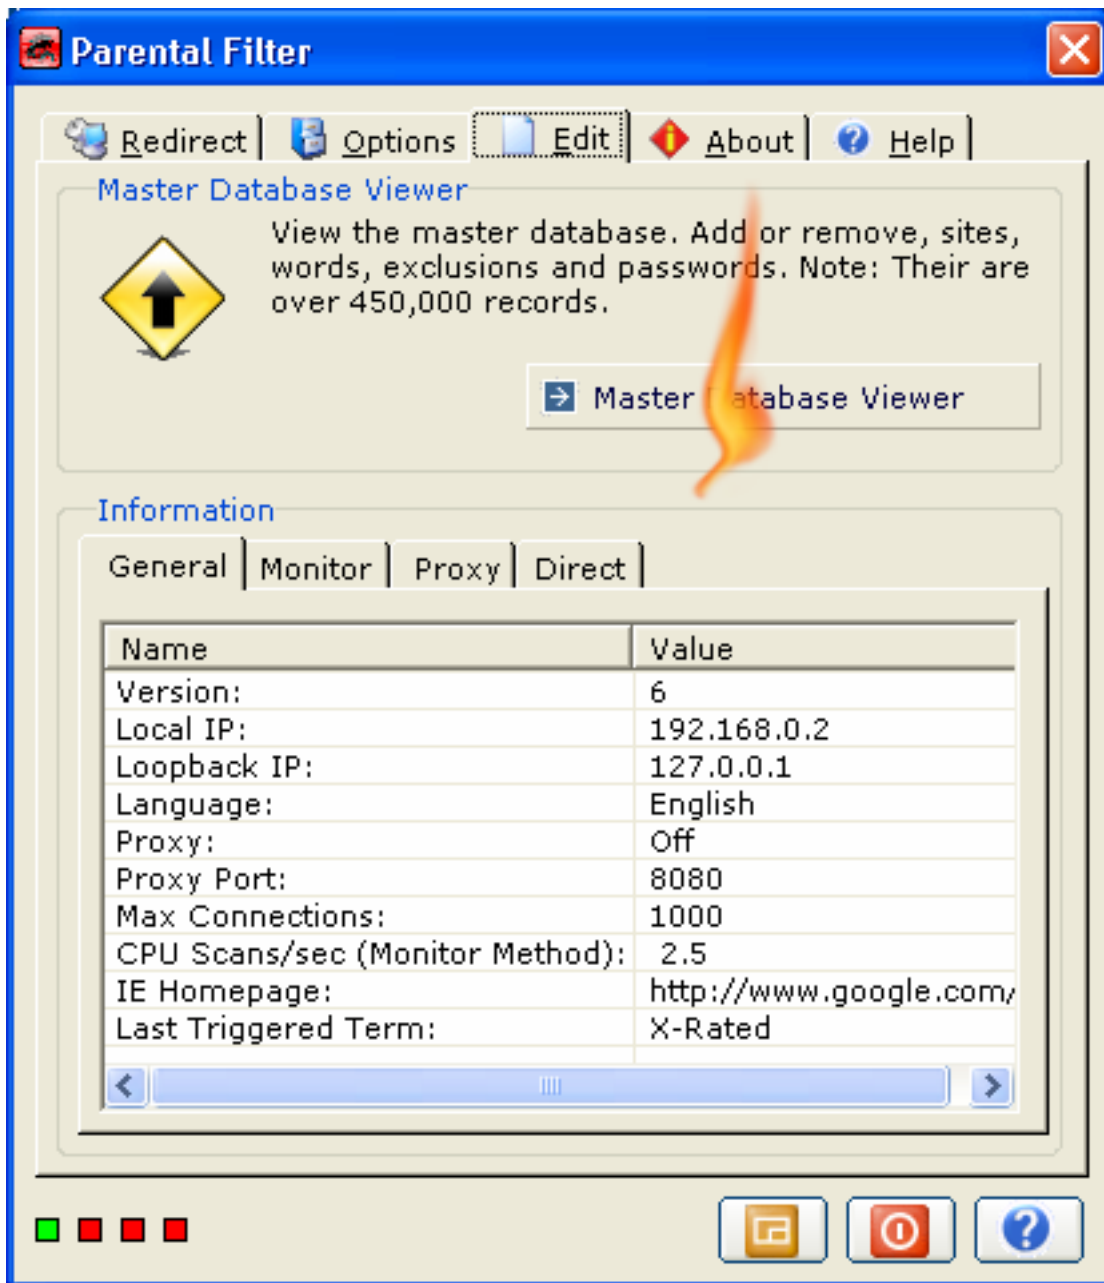 Parental Filter
Redirect Options Edit About Help
Master Database Viewer
View the master database. Add or remove, sites,
words, exclusions and passwords. Note: Their are
over 450,000 records.
Master Database Viewer
Information
General Monitor Proxy Direct
Name Value
Version: 6
Local IP: 192.168.0.2
Loopback IP: 127.0.0.1
Language: English
Proxy: Off
Proxy Port: 8080
Max Connections: 1000
CPU Scans/sec (Monitor Method): 2.5
IE Homepage: http://www.google.com/
Last Triggered Term: X-Rated